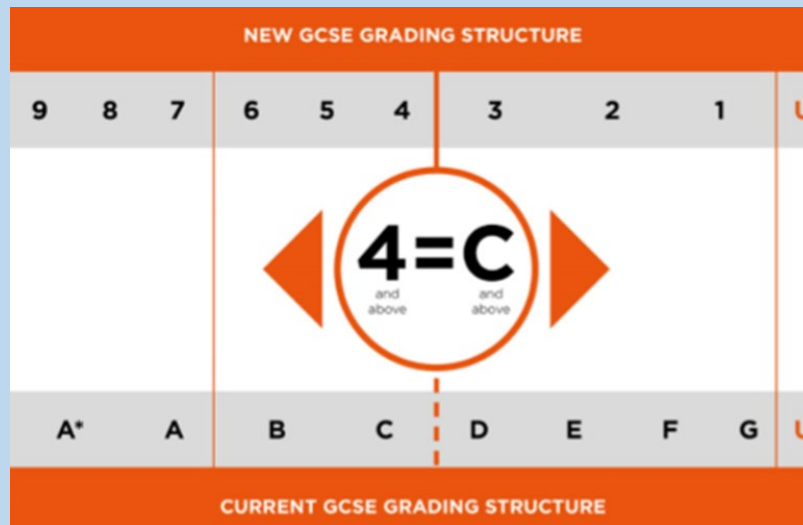 NEW GCSE GRADING STRUCTURE
9 8 7 6 5 4 3 2 1 U
4=C
and above and above
A* A B C D E F G U
CURRENT GCSE GRADING STRUCTURE